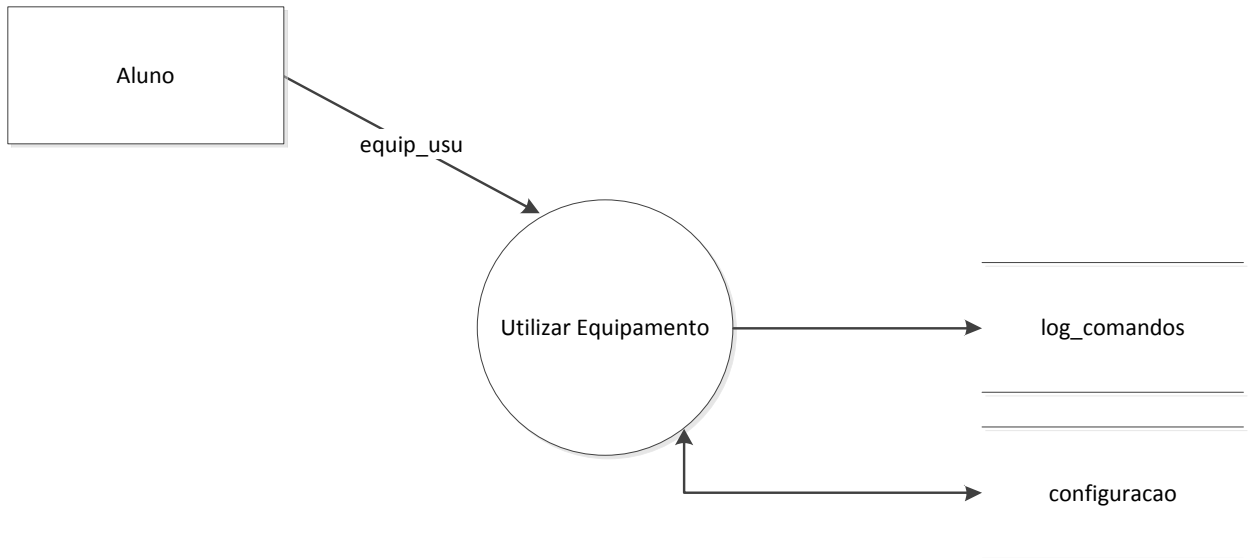 Aluno
equip_usu
Utilizar Equipamento
log_comandos
configuracao